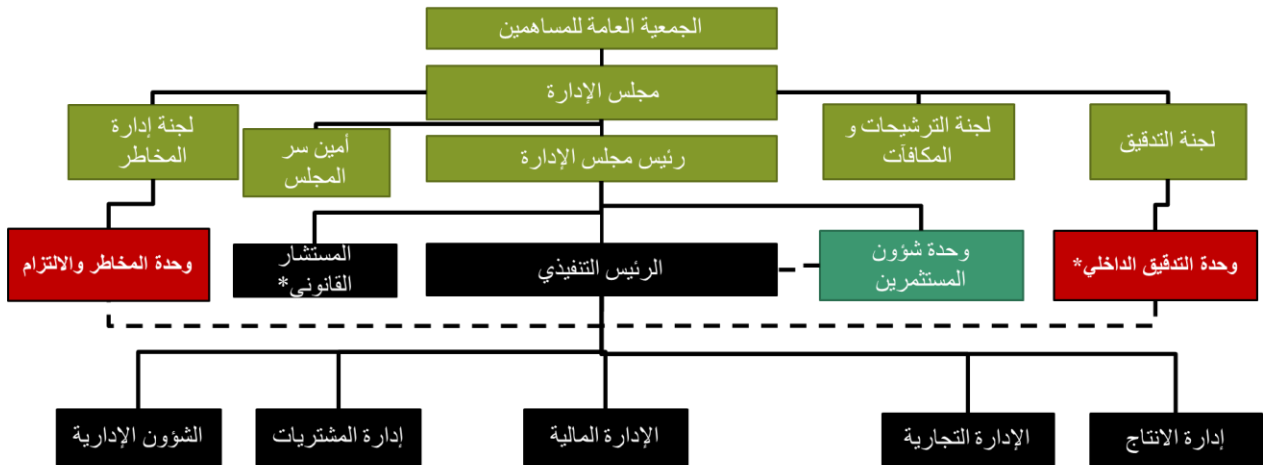 الجمعية العامة للمساهمين
مجلس الإدارة
لجنة التدقيق
لجنة الترشيحات و
المكافآت
رئيس مجلس الإدارة
أمين سر
المجلس
لجنة إدارة
المخاطر
وحدة التدقيق الداخلي*
وحدة شؤون
المستثمرين
الرئيس التنفيذي
المستشار
القانوني*
وحدة المخاطر والالتزام
إدارة الانتاج
الإدارة التجارية
الإدارة المالية
إدارة المشتريات
الشؤون الإدارية